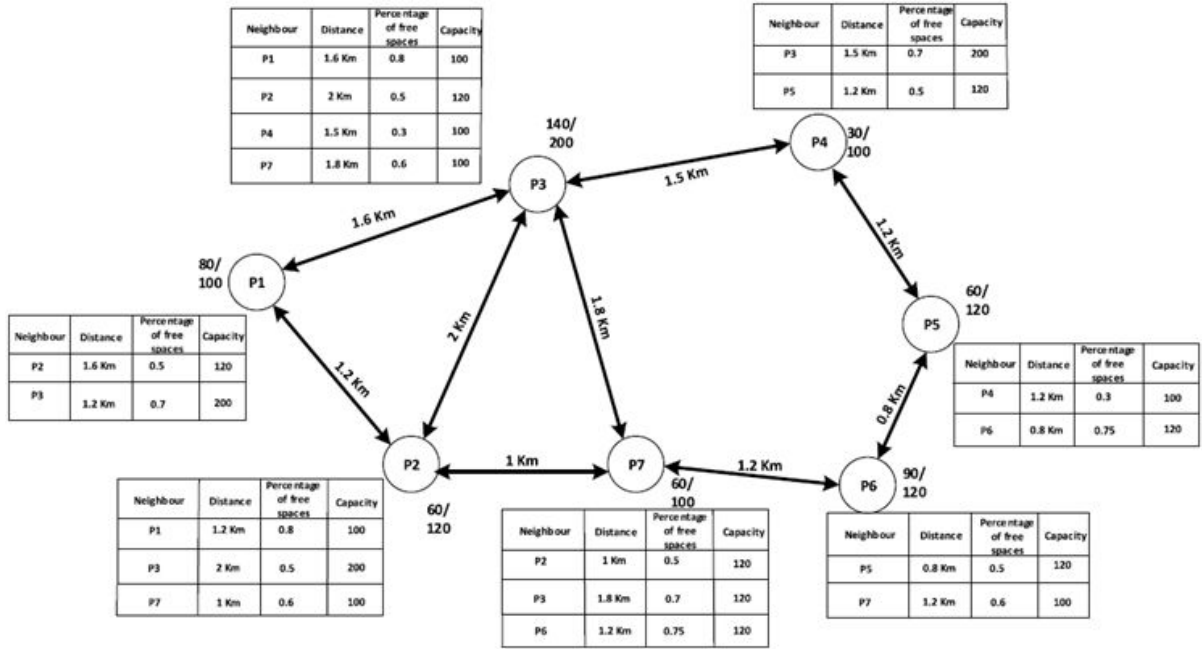 Neighbour Distance Percentage of free spaces Capacity
P1 1.6 Km 0.8 100
P2 2 Km 0.5 120
P4 1.5 Km 0.3 100
P7 1.8 Km 0.6 100
Neighbour Distance Percentage of free spaces Capacity
P3 1.5 Km 0.7 200
P5 1.2 Km 0.5 120
140/
200
P3
P4
30/
100
1.5 Km
1.6 Km
1.2 Km
80/
100
P1
2 Km
1.8 Km
60/
120
P5
Neighbour Distance Percentage of free spaces Capacity
P2 1.6 Km 0.5 120
P3 1.2 Km 0.7 200
1.2 Km
0.8 Km
Neighbour Distance Percentage of free spaces Capacity
P4 1.2 Km 0.3 100
P6 0.8 Km 0.75 120
P2
1 Km
P7
1.2 Km
P6
90/
120
60/
120
60/
100
Neighbour Distance Percentage of free spaces Capacity
P1 1.2 Km 0.8 100
P3 2 Km 0.5 200
P7 1 Km 0.6 100
Neighbour Distance Percentage of free spaces Capacity
P2 1 Km 0.5 120
P3 1.8 Km 0.7 120
P6 1.2 Km 0.75 120
Neighbour Distance Percentage of free spaces Capacity
P5 0.8 Km 0.5 120
P7 1.2 Km 0.6 100